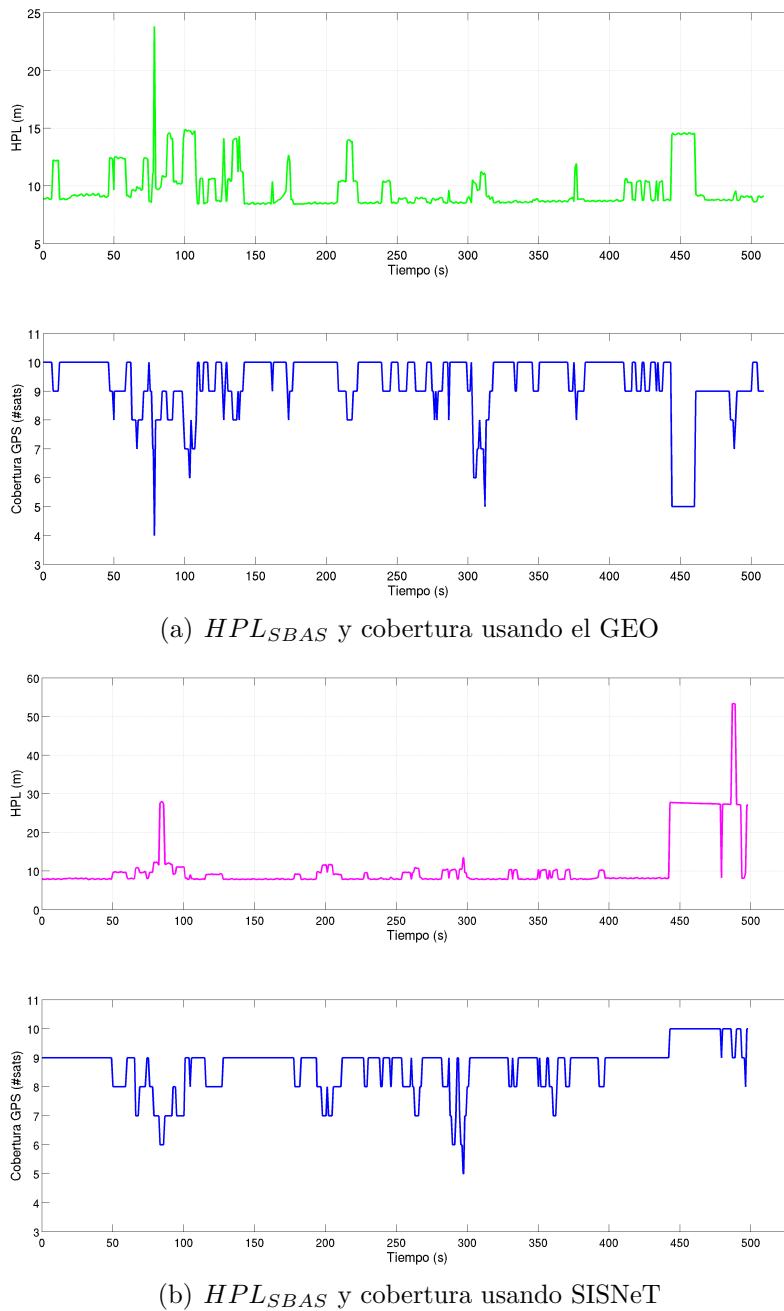 25
20
15
10
5
HPL (m)
0 50 100 150 200 250 300 350 400 450 500
Tiempo (s)
11
10
9
8
7
6
5
4
3
Cobertura GPS (#sats)
0 50 100 150 200 250 300 350 400 450 500
Tiempo (s)
(a) HPL_SBAS y cobertura usando el GEO
60
50
40
30
20
10
0
HPL (m)
0 50 100 150 200 250 300 350 400 450 500
Tiempo (s)
11
10
9
8
7
6
5
4
3
Cobertura GPS (#sats)
0 50 100 150 200 250 300 350 400 450 500
Tiempo (s)
(b) HPL_SBAS y cobertura usando SISNeT